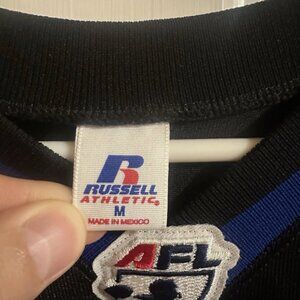 RUSSELL
ATHLETIC
M
MADE IN MEXICO
AFL